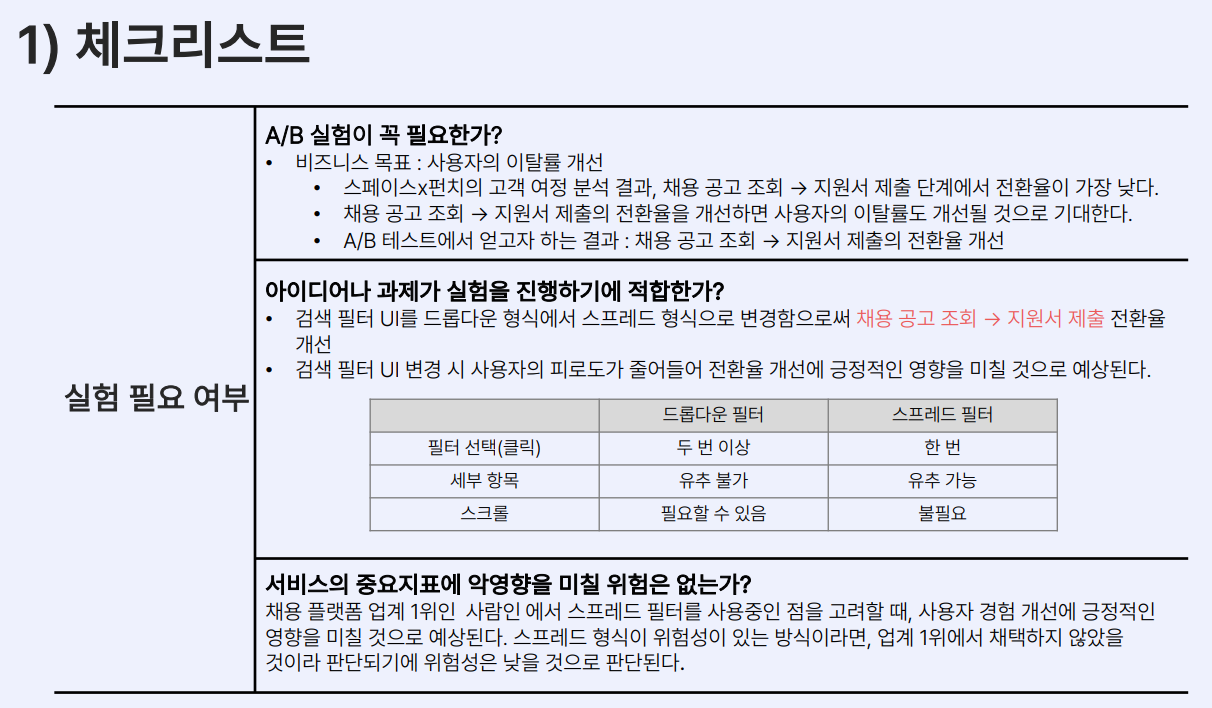 1) 체크리스트
실험 필요 여부
A/B 실험이 꼭 필요한가?
• 비즈니스 목표 : 사용자의 이탈률 개선
• 스페이스x펀치의 고객 여정 분석 결과, 채용 공고 조회 → 지원서 제출 단계에서 전환율이 가장 낮다.
• 채용 공고 조회 → 지원서 제출의 전환율을 개선하면 사용자의 이탈률도 개선될 것으로 기대한다.
• A/B 테스트에서 얻고자 하는 결과 : 채용 공고 조회 → 지원서 제출의 전환율 개선
아이디어나 과제가 실험을 진행하기에 적합한가?
• 검색 필터 UI를 드롭다운 형식에서 스프레드 형식으로 변경함으로써 채용 공고 조회 → 지원서 제출 전환율
개선
• 검색 필터 UI 변경 시 사용자의 피로도가 줄어들어 전환율 개선에 긍정적인 영향을 미칠 것으로 예상된다.
드롭다운 필터 스프레드 필터
필터 선택(클릭) 두 번 이상 한 번
세부 항목 유추 불가 유추 가능
스크롤 필요할 수 있음 불필요
서비스의 중요지표에 악영향을 미칠 위험은 없는가?
채용 플랫폼 업계 1위인 사람인 에서 스프레드 필터를 사용중인 점을 고려할 때, 사용자 경험 개선에 긍정적인
영향을 미칠 것으로 예상된다. 스프레드 형식이 위험성이 있는 방식이라면, 업계 1위에서 채택하지 않았을
것이라 판단되기에 위험성은 낮을 것으로 판단된다.